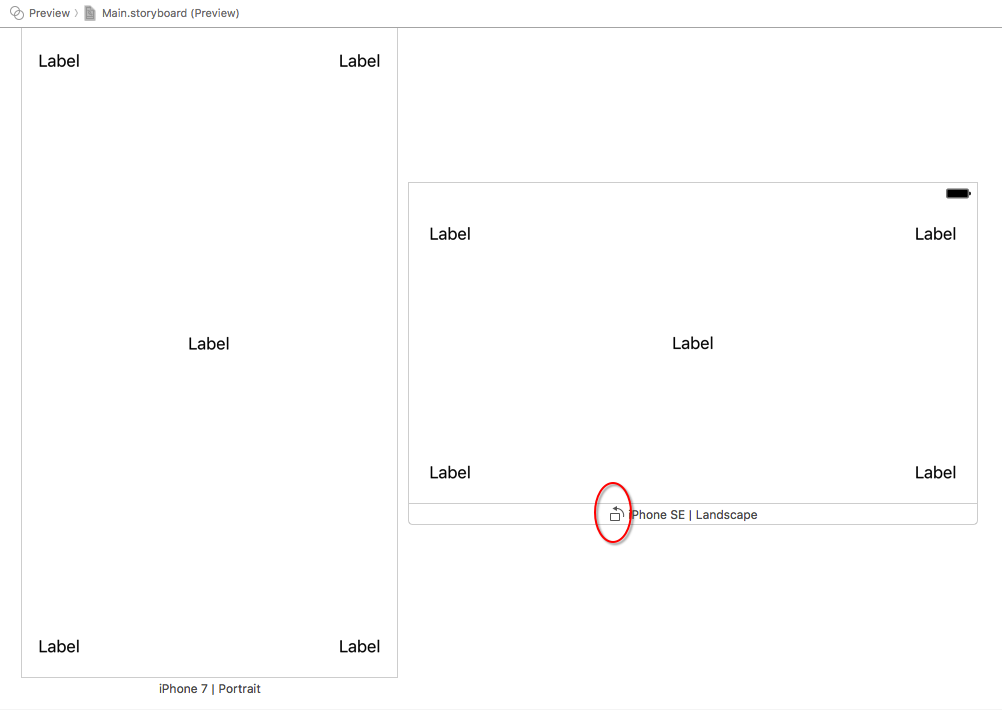 Preview 〉 Main.storyboard (Preview)
Label Label
Label
Label Label
iPhone 7 | Portrait
Label Label
Label
Label Label
iPhone SE | Landscape